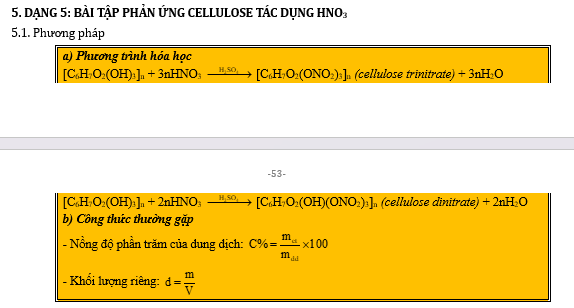 5. DẠNG 5: BÀI TẬP PHẢN ỨNG CELLULOSE TÁC DỤNG HNO₃
5.1. Phương pháp
a) Phương trình hóa học
[C₆H₇O₂(OH)₃]ₙ + 3nHNO₃ —H₂SO₄→ [C₆H₇O₂(ONO₂)₃]ₙ (cellulose trinitrate) + 3nH₂O
-53-
[C₆H₇O₂(OH)₃]ₙ + 2nHNO₃ —H₂SO₄→ [C₆H₇O₂(OH)(ONO₂)₂]ₙ (cellulose dinitrate) + 2nH₂O
b) Công thức thường gặp
- Nồng độ phần trăm của dung dịch: C% = m_ct / m_dd ×100
- Khối lượng riêng: d = m / V